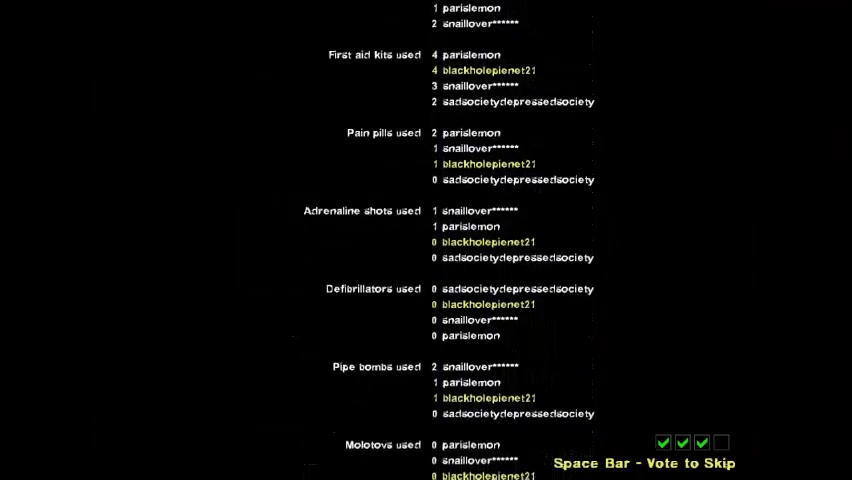 1 parislemon
2 snaillover******
First aid kits used 4 parislemon
4 blackholepienet21
3 snaillover******
2 sadsocietydepressedsociety
Pain pills used 2 parislemon
1 snaillover******
1 blackholepienet21
0 sadsocietydepressedsociety
Adrenaline shots used 1 snaillover******
1 parislemon
0 blackholepienet21
0 sadsocietydepressedsociety
Defibrillators used 0 sadsocietydepressedsociety
0 blackholepienet21
0 snaillover******
0 parislemon
Pipe bombs used 2 snaillover******
1 parislemon
1 blackholepienet21
0 sadsocietydepressedsociety
Molotovs used 0 parislemon
0 snaillover******
0 blackholepienet21
Space Bar - Vote to Skip